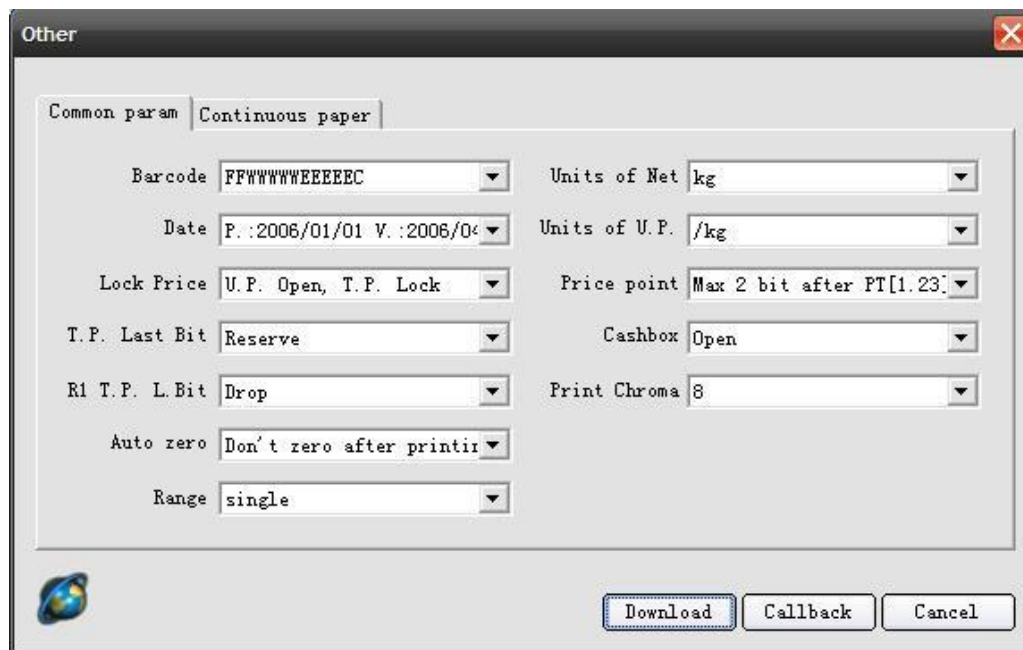 Other
Common param
Continuous paper
Barcode FFWWWWWEEEEEC
Units of Net kg
Date P.:2006/01/01 V.:2006/04
Units of U.P. /kg
Lock Price U.P. Open, T.P. Lock
Price point Max 2 bit after PT[1.23]
T.P. Last Bit Reserve
Cashbox Open
R1 T.P. L.Bit Drop
Print Chroma 8
Auto zero Don't zero after printin
Range single
Download
Callback
Cancel